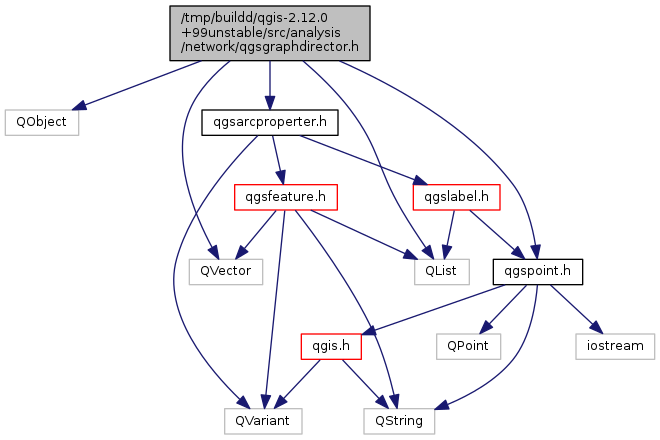 /tmp/buildd/qgis-2.12.0
+99unstable/src/analysis
/network/qgsgraphdirector.h
QObject
qgsarcproperter.h
qgsfeature.h
qgslabel.h
QVector
QList
qgspoint.h
qgis.h
QPoint
iostream
QVariant
QString